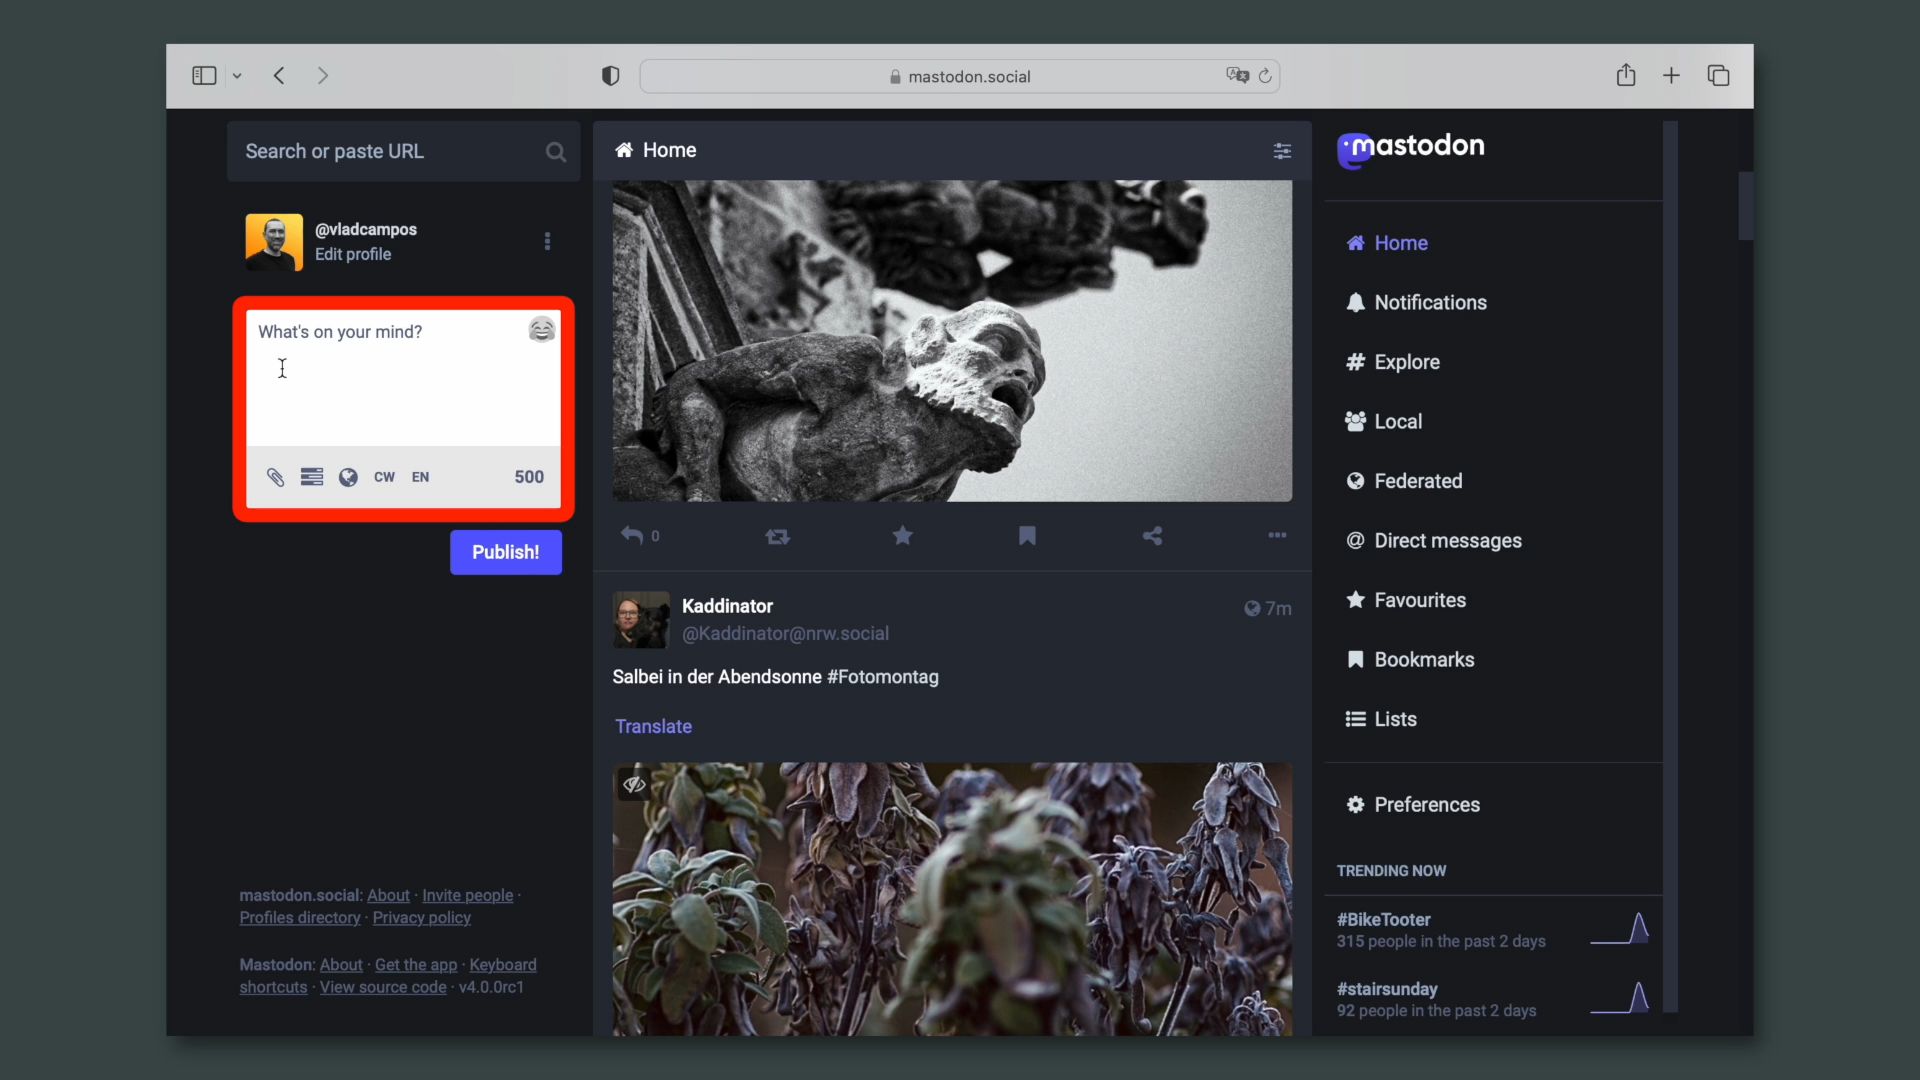 mastodon.social
Search or paste URL
@vladcampos
Edit profile
What's on your mind?
CW EN 500
Publish!
mastodon.social: About · Invite people ·
Profiles directory · Privacy policy
Mastodon: About · Get the app · Keyboard
shortcuts · View source code · v4.0.0rc1
Home
0
Kaddinator
7m
@Kaddinator@nrw.social
Salbei in der Abendsonne #Fotomontag
Translate
mastodon
Home
Notifications
Explore
Local
Federated
Direct messages
Favourites
Bookmarks
Lists
Preferences
TRENDING NOW
#BikeTooter
315 people in the past 2 days
#stairsunday
92 people in the past 2 days